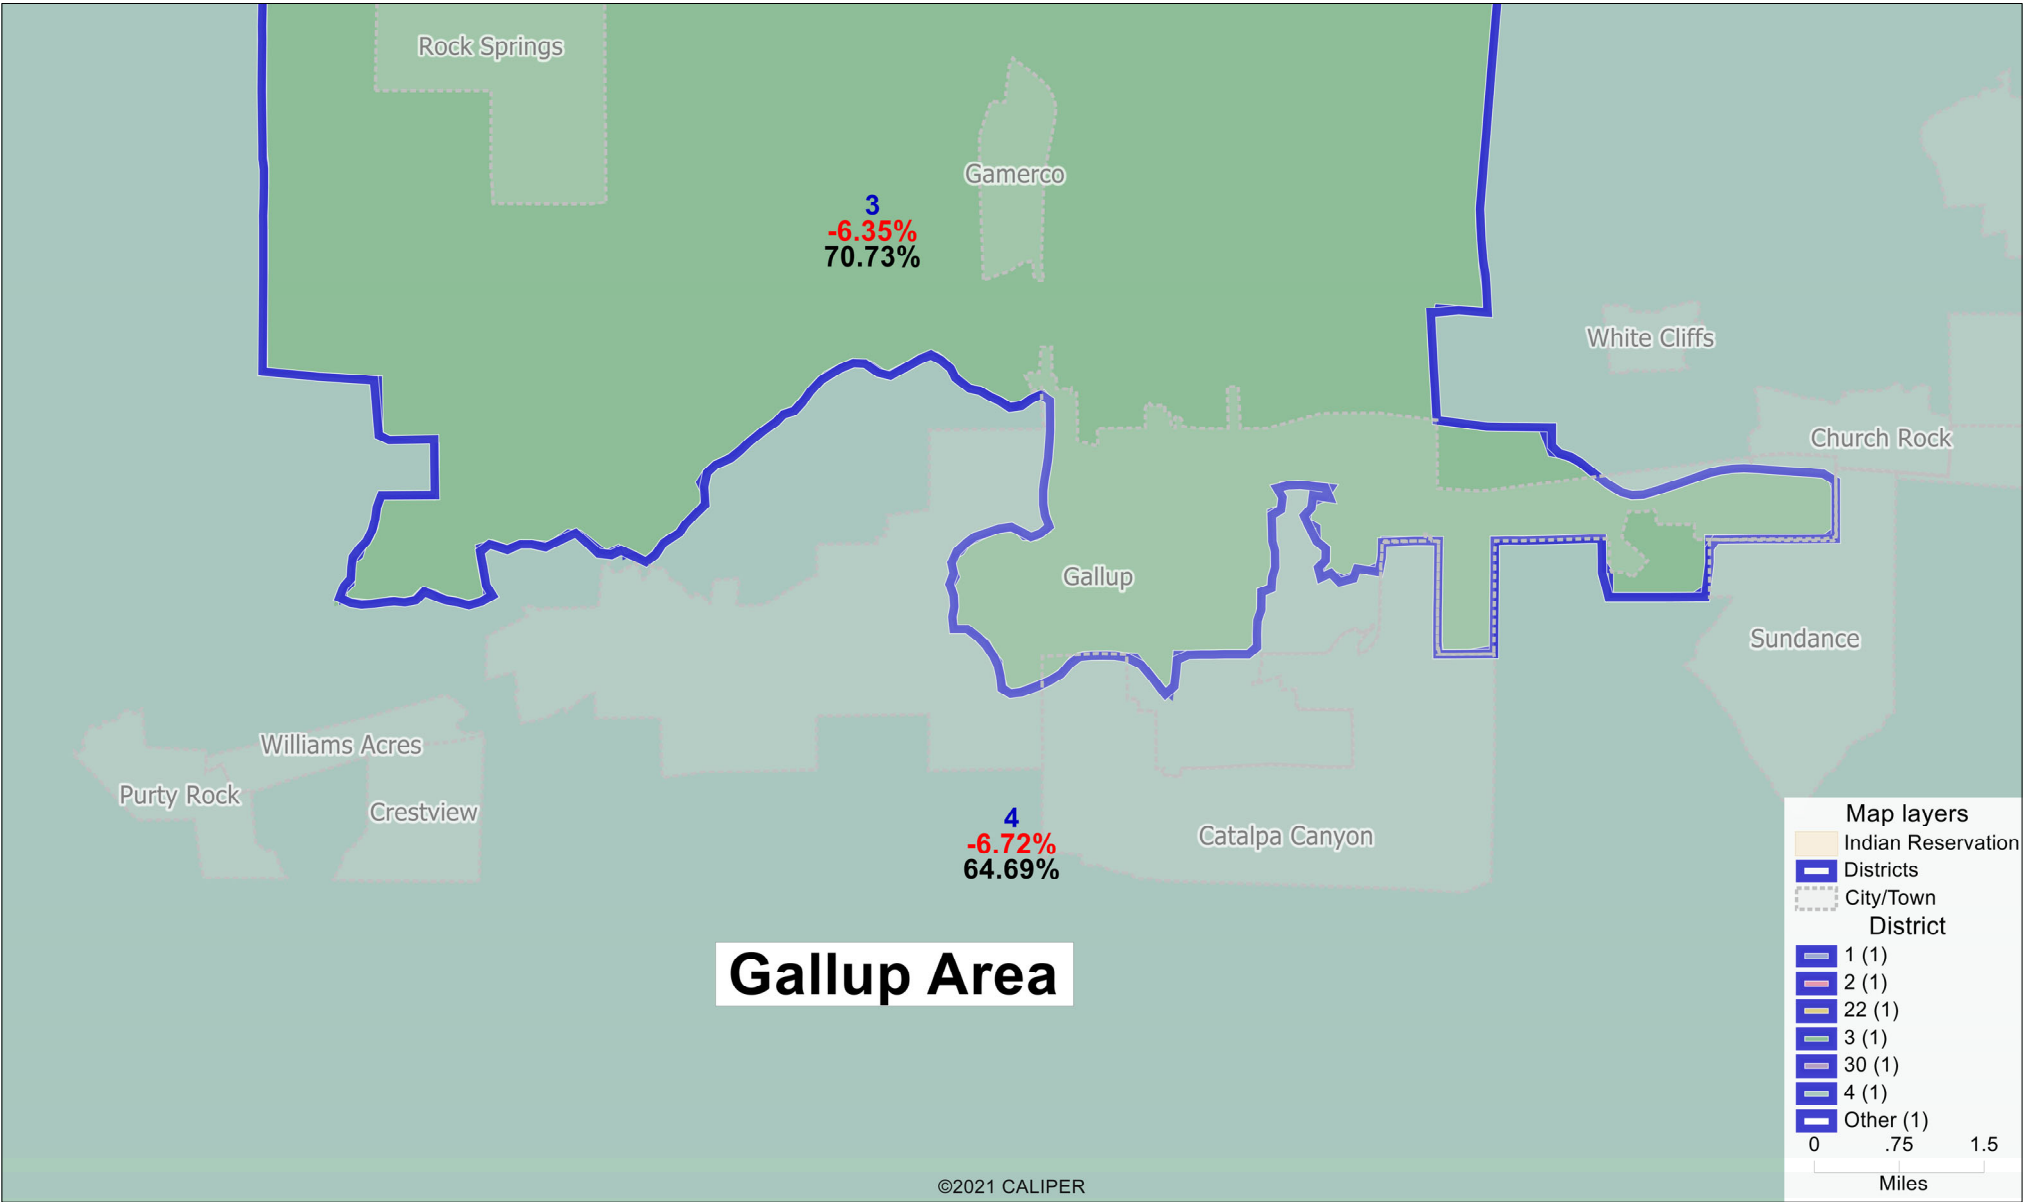 Rock Springs
Gamerco
3
-6.35%
70.73%
White Cliffs
Church Rock
Gallup
Sundance
Williams Acres
Purty Rock
Crestview
4
-6.72%
64.69%
Catalpa Canyon
Gallup Area
Map layers
Indian Reservation
Districts
City/Town
District
1 (1)
2 (1)
22 (1)
3 (1)
30 (1)
4 (1)
Other (1)
0 .75 1.5
Miles
©2021 CALIPER